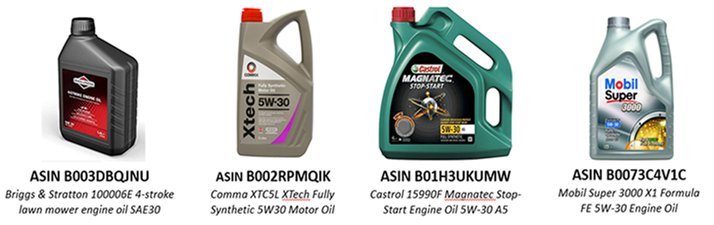 COMMA
Xtech
5W-30
Castrol
MAGNATEC
STOP-START
5W-30 A5
Mobil
Super
3000
ASIN B003DBQJNU
Briggs & Stratton 100006E 4-stroke
lawn mower engine oil SAE30
ASIN B002RPMQIK
Comma XTC5L XTech Fully
Synthetic 5W30 Motor Oil
ASIN B01H3UKUMW
Castrol 15990F Magnatec Stop-
Start Engine Oil 5W-30 A5
ASIN B0073C4V1C
Mobil Super 3000 X1 Formula
FE 5W-30 Engine Oil